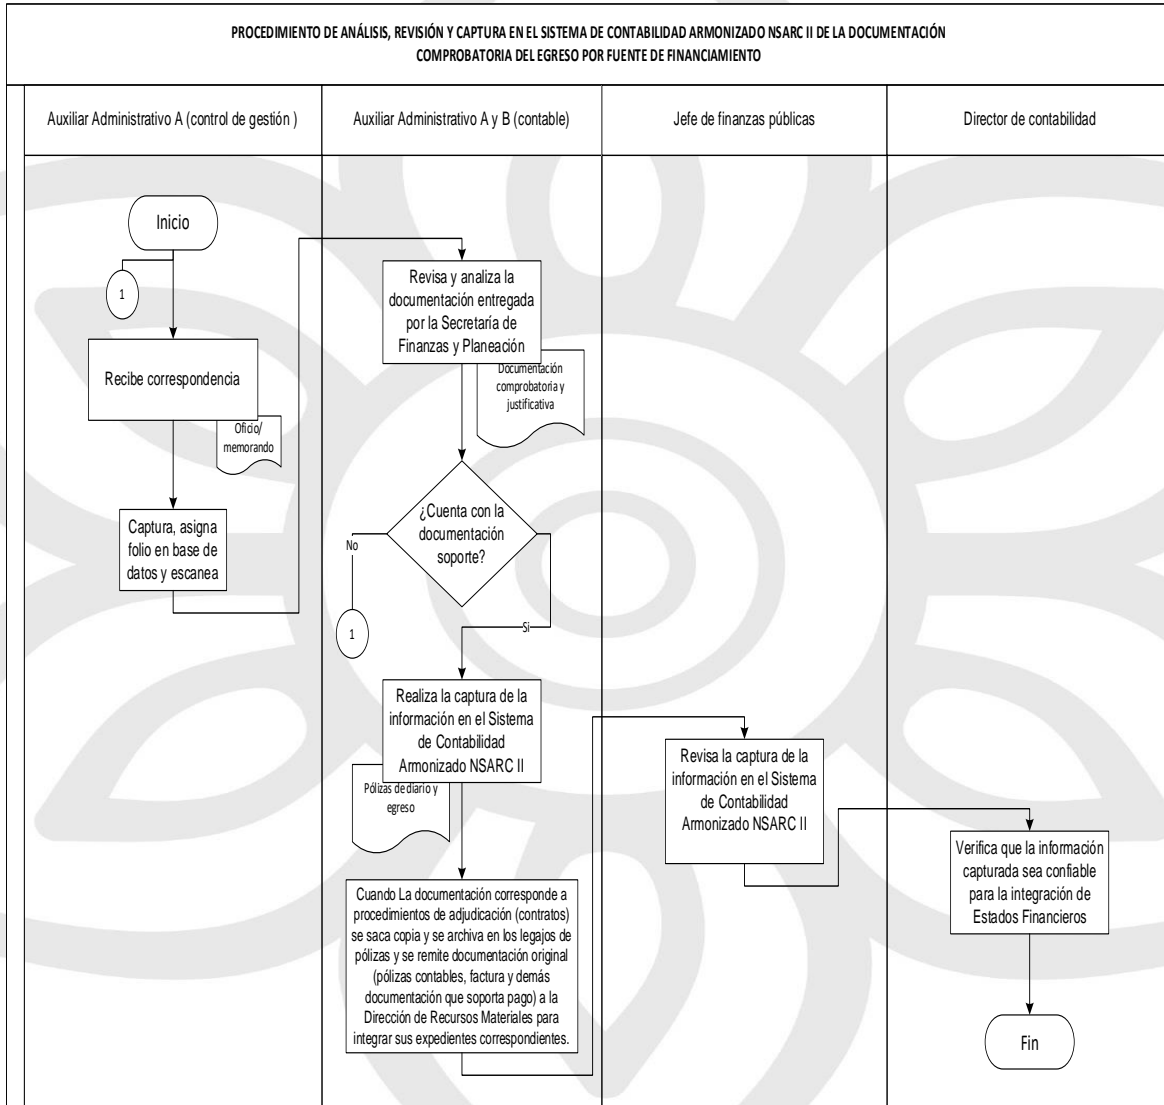 PROCEDIMIENTO DE ANÁLISIS, REVISIÓN Y CAPTURA EN EL SISTEMA DE CONTABILIDAD ARMONIZADO NSARC II DE LA DOCUMENTACIÓN
COMPROBATORIA DEL EGRESO POR FUENTE DE FINANCIAMIENTO
Auxiliar Administrativo A (control de gestión )
Auxiliar Administrativo A y B (contable)
Jefe de finanzas públicas
Director de contabilidad
Inicio
1
Recibe correspondencia
Oficio/
memorando
Captura, asigna
folio en base de
datos y escanea
Revisa y analiza la
documentación entregada
por la Secretaría de
Finanzas y Planeación
Documentación
comprobatoria y
justificativa
¿Cuenta con la
documentación
soporte?
No
1
Si
Realiza la captura de la
información en el Sistema
de Contabilidad
Armonizado NSARC II
Pólizas de diario y
egreso
Cuando La documentación corresponde a
procedimientos de adjudicación (contratos)
se saca copia y se archiva en los legajos de
pólizas y se remite documentación original
(pólizas contables, factura y demás
documentación que soporta pago) a la
Dirección de Recursos Materiales para
integrar sus expedientes correspondientes.
Revisa la captura de la
información en el Sistema
de Contabilidad
Armonizado NSARC II
Verifica que la información
capturada sea confiable
para la integración de
Estados Financieros
Fin